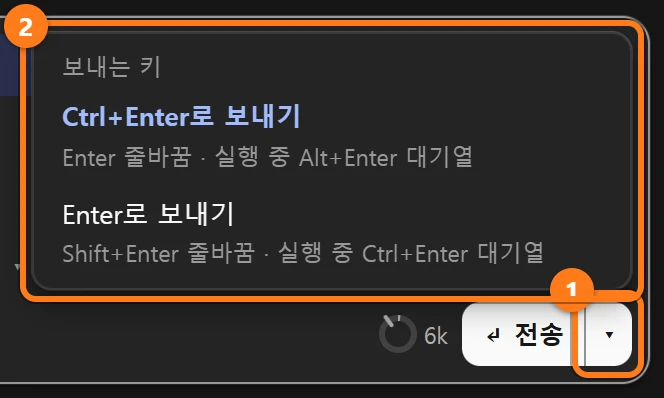 2
보내는 키
Ctrl+Enter로 보내기
Enter 줄바꿈 · 실행 중 Alt+Enter 대기열
Enter로 보내기
Shift+Enter 줄바꿈 · 실행 중 Ctrl+Enter 대기열
1
6k ↵ 전송 ▾